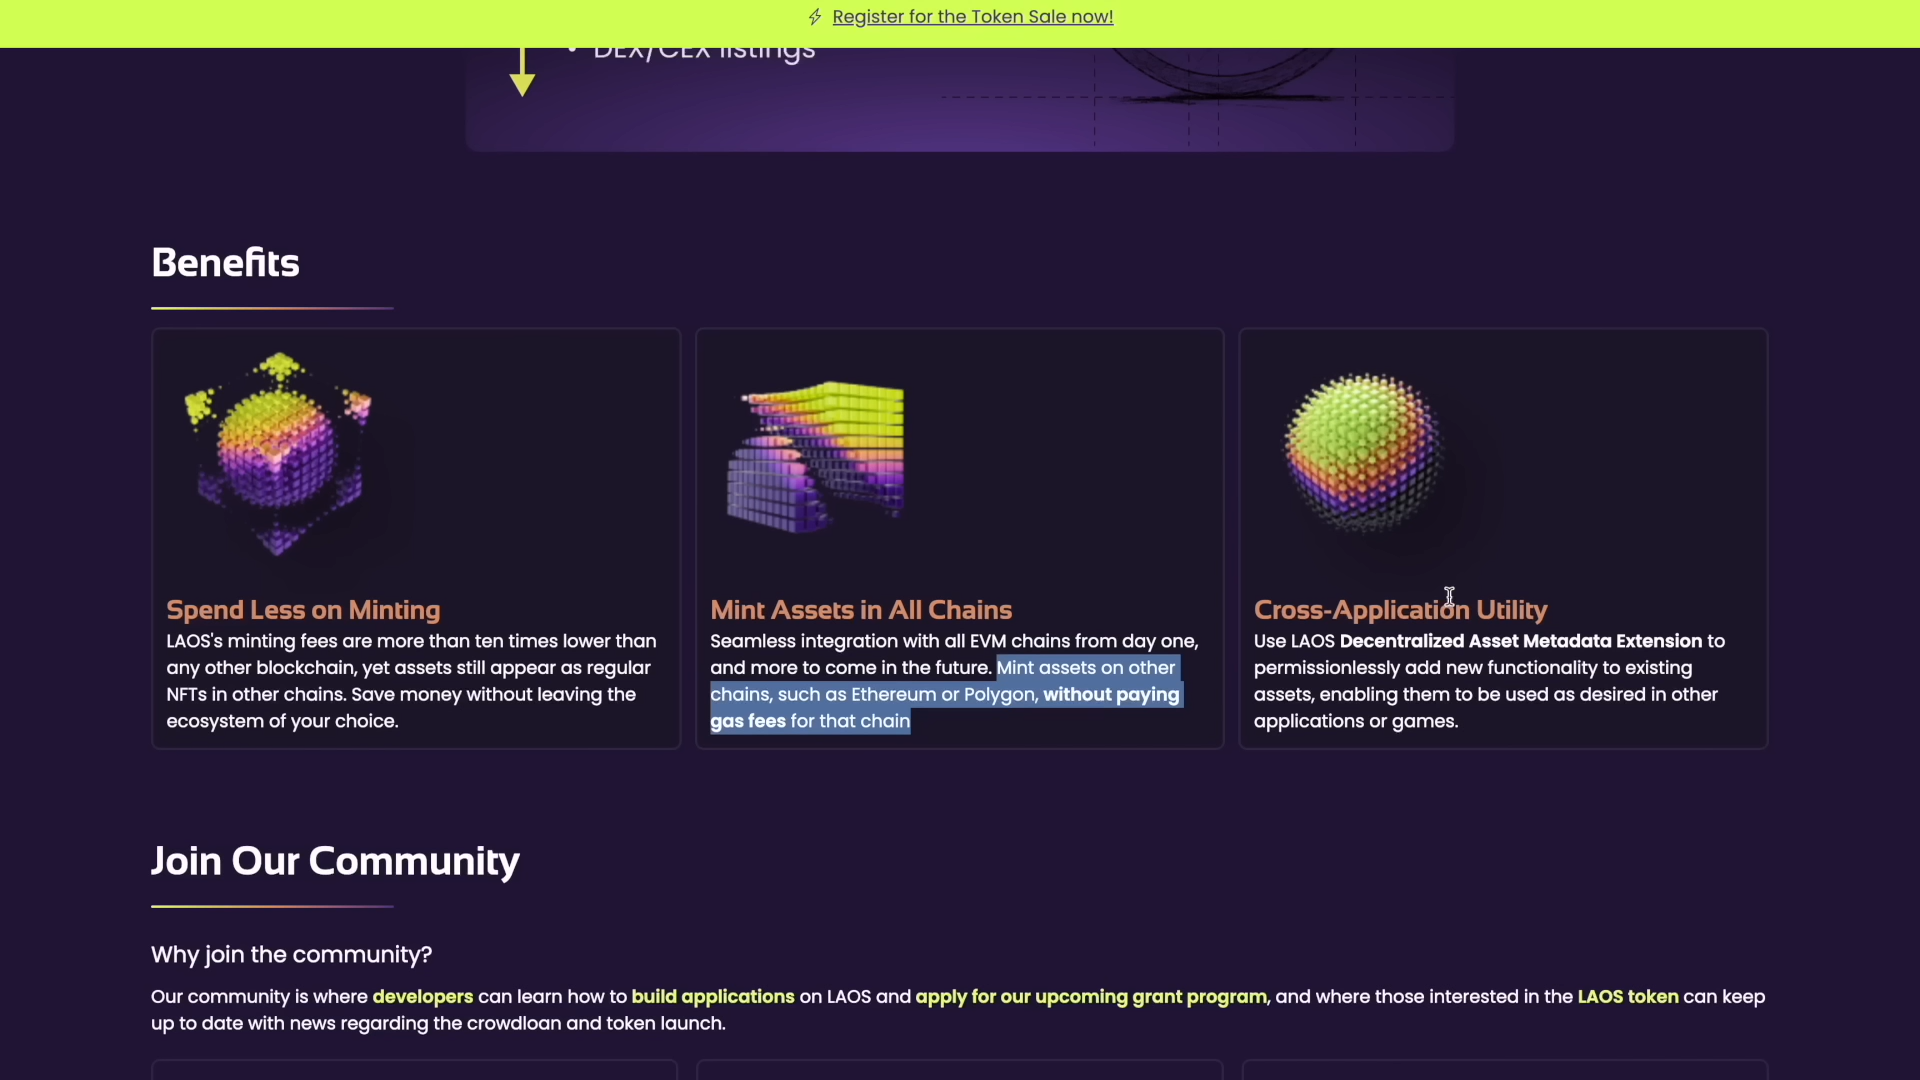 Register for the Token Sale now!
• DEX/CEX listings
Benefits
Spend Less on Minting
LAOS's minting fees are more than ten times lower than
any other blockchain, yet assets still appear as regular
NFTs in other chains. Save money without leaving the
ecosystem of your choice.
Mint Assets in All Chains
Seamless integration with all EVM chains from day one,
and more to come in the future. Mint assets on other
chains, such as Ethereum or Polygon, without paying
gas fees for that chain
Cross-Application Utility
Use LAOS Decentralized Asset Metadata Extension to
permissionlessly add new functionality to existing
assets, enabling them to be used as desired in other
applications or games.
Join Our Community
Why join the community?
Our community is where developers can learn how to build applications on LAOS and apply for our upcoming grant program, and where those interested in the LAOS token can keep
up to date with news regarding the crowdloan and token launch.